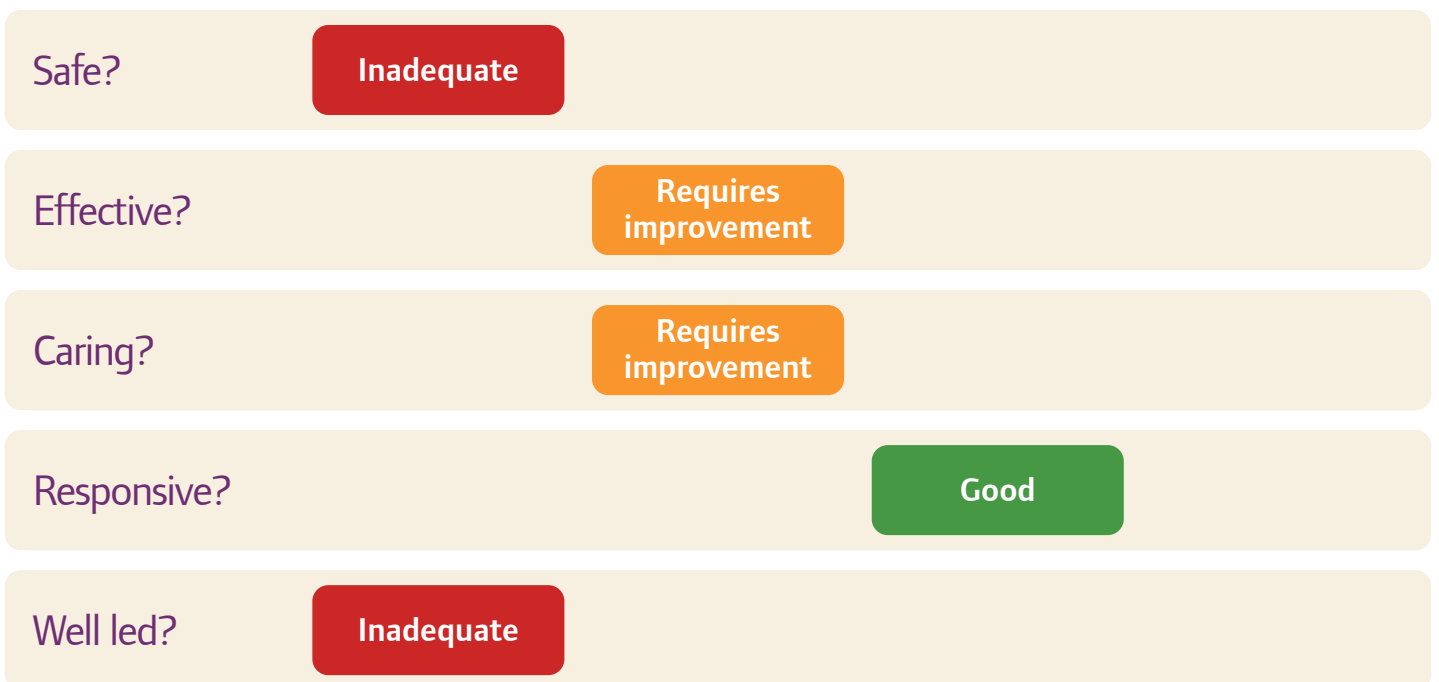 Safe?
Inadequate
Effective?
Requires
improvement
Caring?
Requires
improvement
Responsive?
Good
Well led?
Inadequate